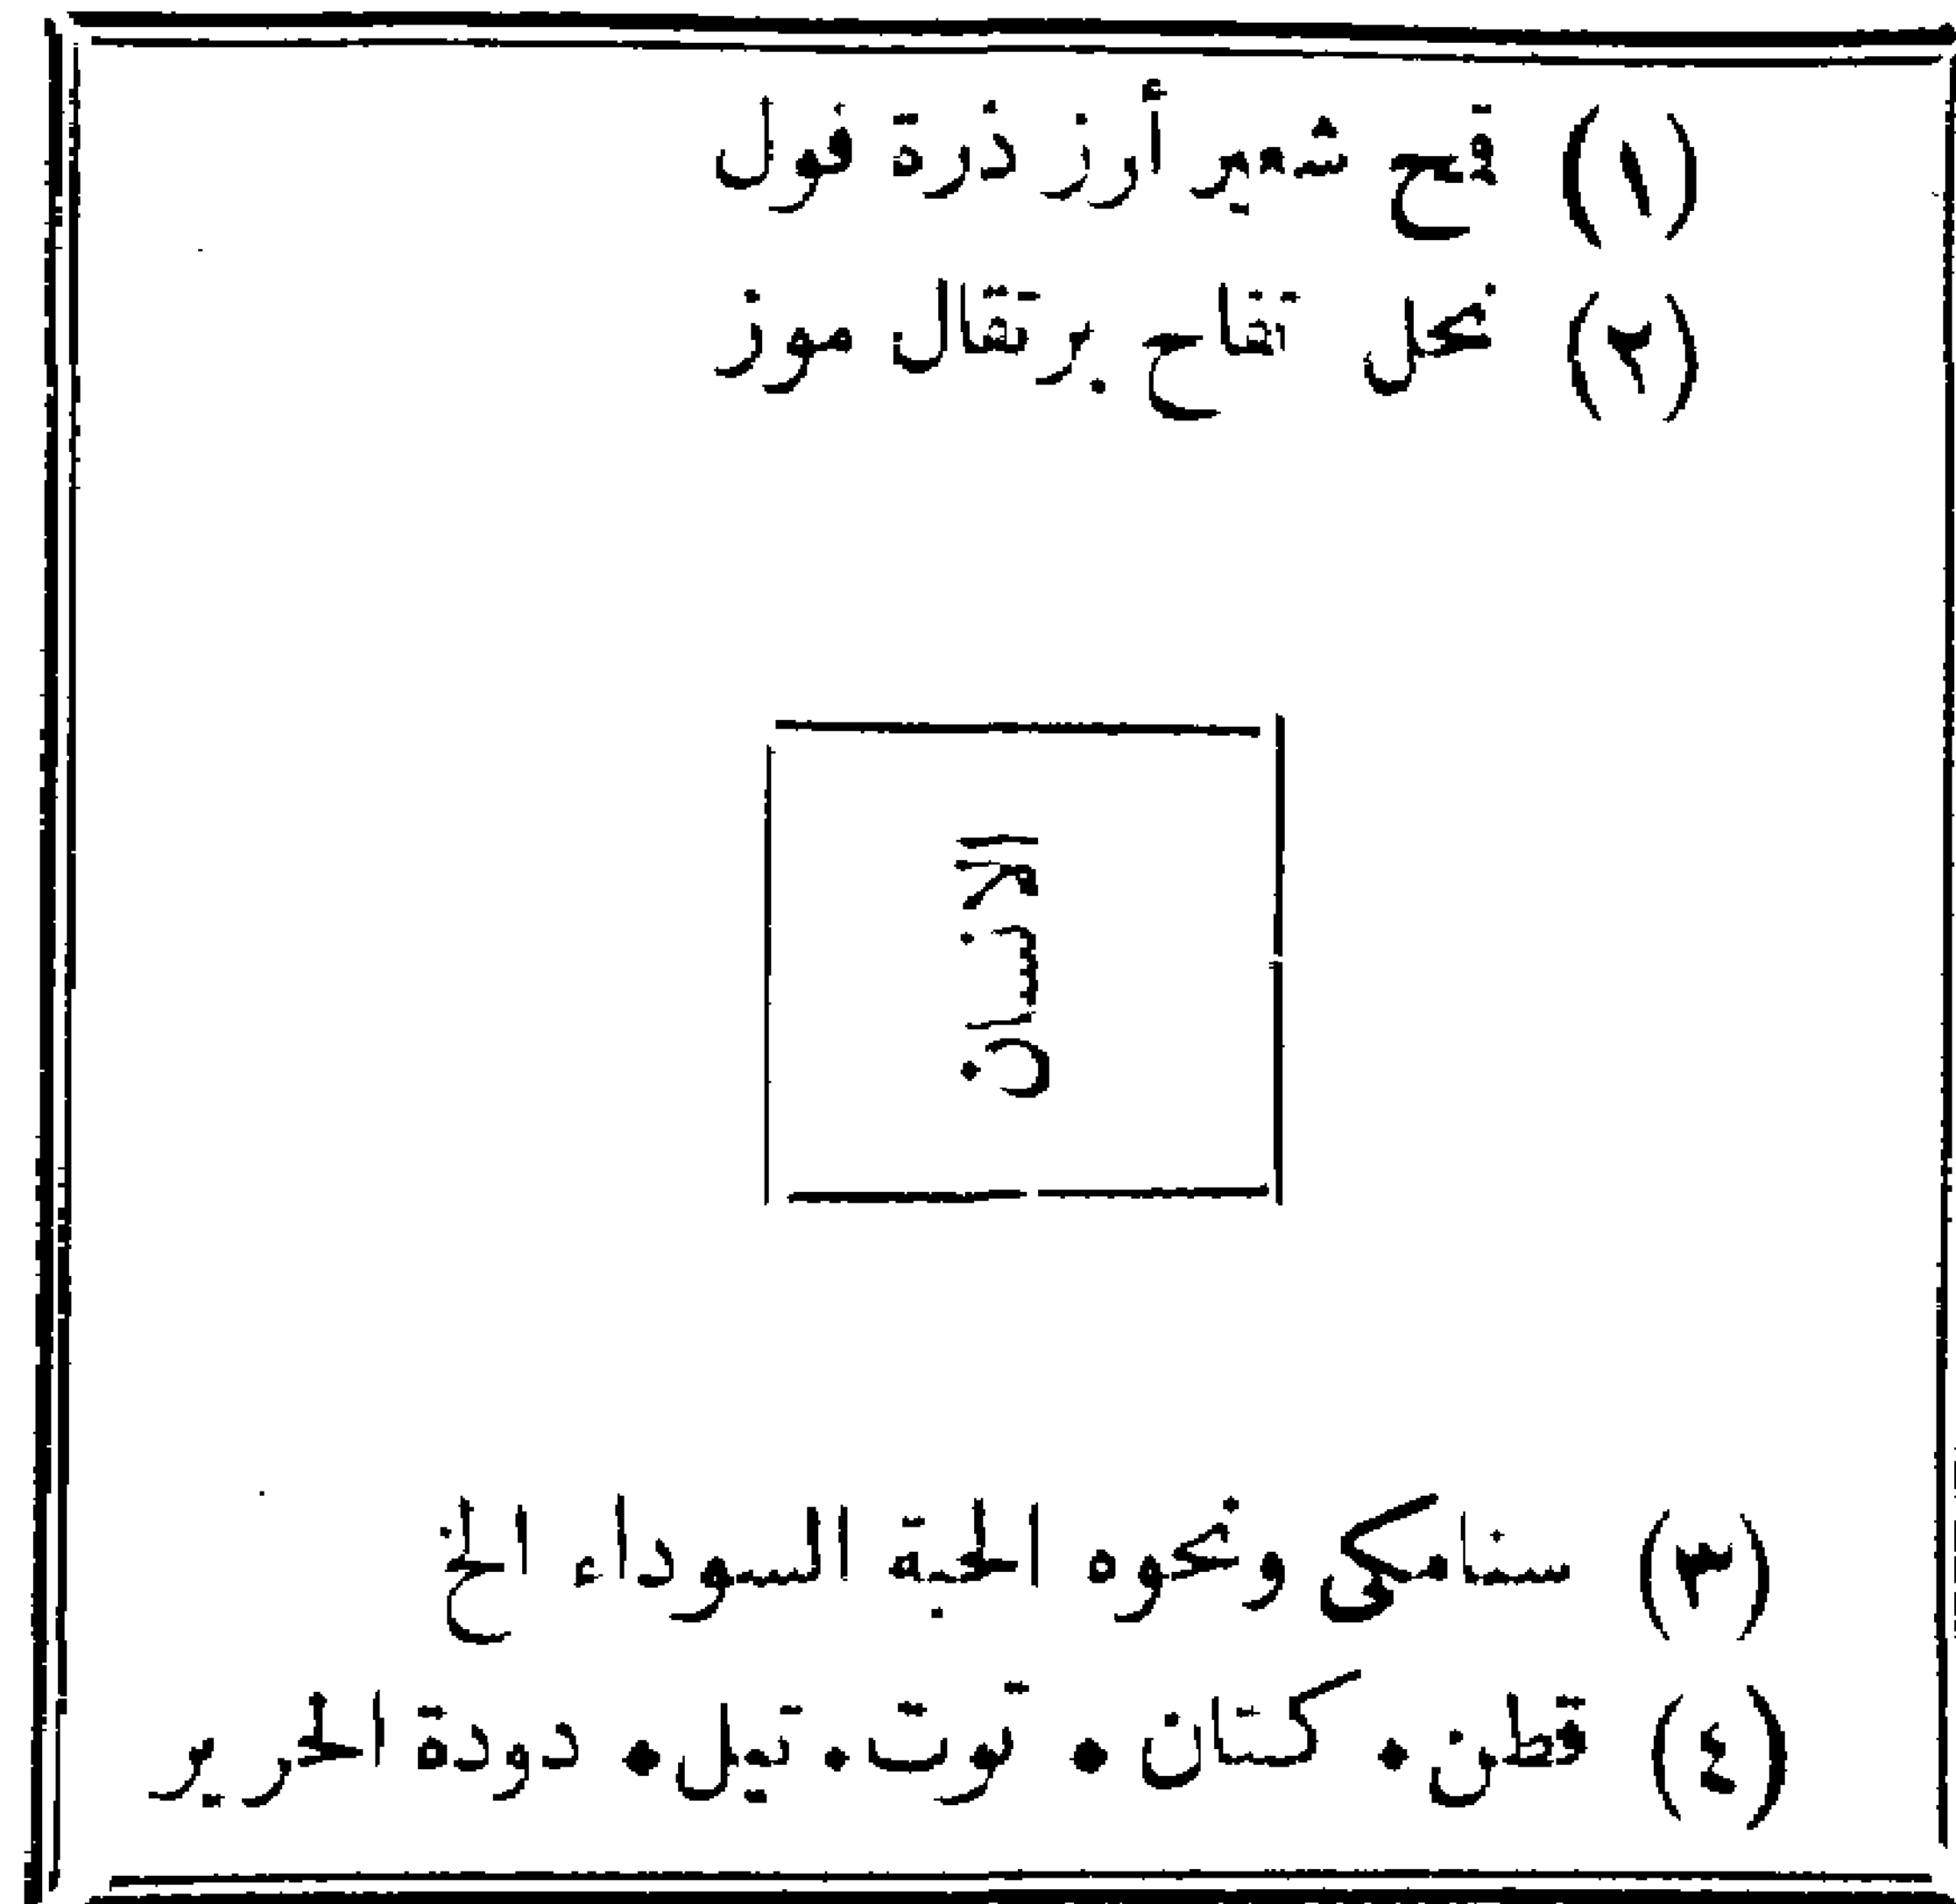 (١) قمح شعير أرز ذرة فول
(٢) نخل تفاح برتقال موز
الانسان
(٣) سنامكى ونحوه الحبة السوداء الخ
(٤) قطن . كتان . توت . تيل . دودة الحرير